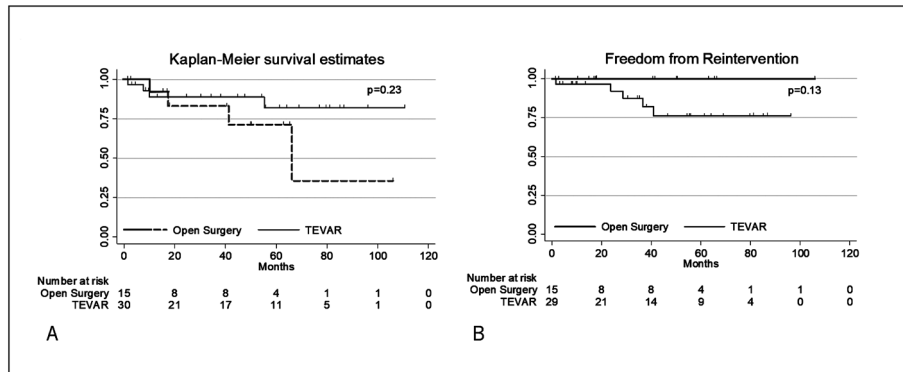 Kaplan-Meier survival estimates
1.00
0.75
0.50
0.25
0.00
p=0.23
Open Surgery TEVAR
0 20 40 60 80 100 120
Months
Number at risk
Open Surgery 15 8 8 4 1 1 0
TEVAR 30 21 17 11 5 1 0
A
Freedom from Reintervention
1.00
0.75
0.50
0.25
0.00
p=0.13
Open Surgery TEVAR
0 20 40 60 80 100 120
Months
Number at risk
Open Surgery 15 8 8 4 1 1 0
TEVAR 29 21 14 9 4 0 0
B